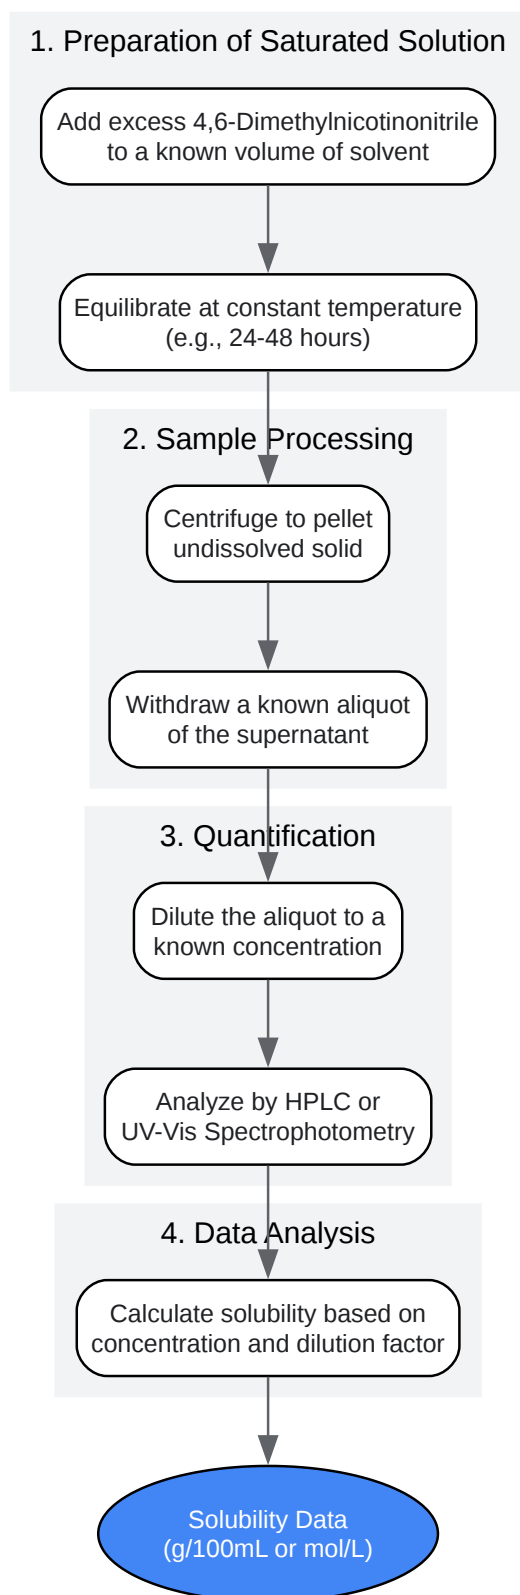 1. Preparation of Saturated Solution
Add excess 4,6-Dimethylnicotinonitrile
to a known volume of solvent
Equilibrate at constant temperature
(e.g., 24-48 hours)
2. Sample Processing
Centrifuge to pellet
undissolved solid
Withdraw a known aliquot
of the supernatant
3. Quantification
Dilute the aliquot to a
known concentration
Analyze by HPLC or
UV-Vis Spectrophotometry
4. Data Analysis
Calculate solubility based on
concentration and dilution factor
Solubility Data
(g/100mL or mol/L)